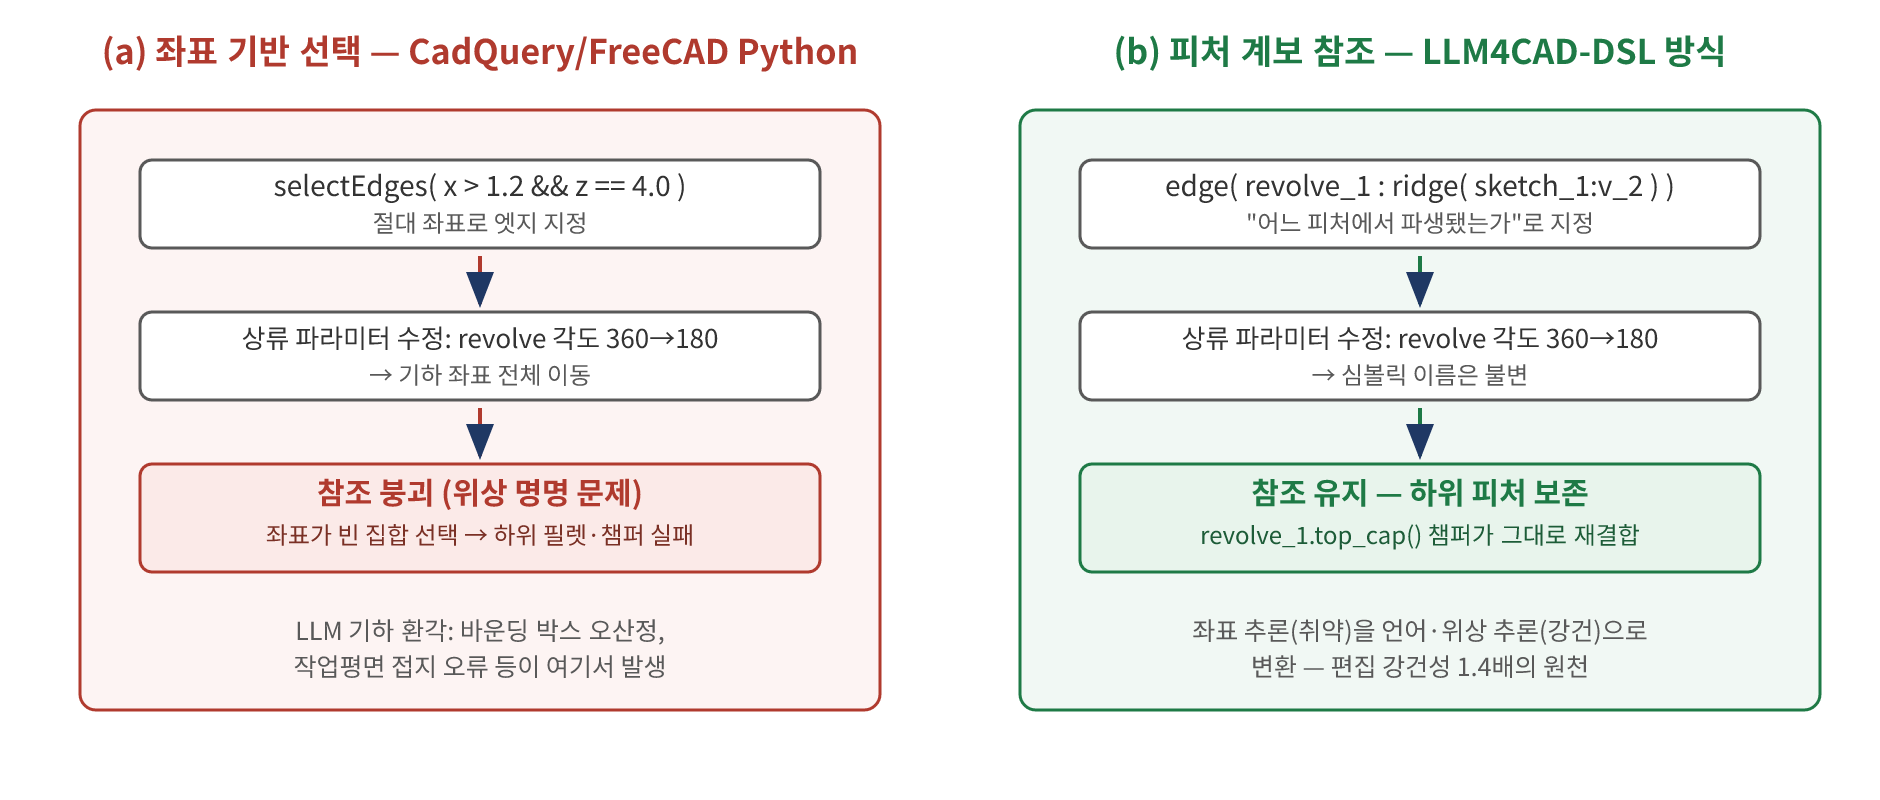 (a) 좌표 기반 선택 — CadQuery/FreeCAD Python
selectEdges( x > 1.2 && z == 4.0 )
절대 좌표로 엣지 지정
상류 파라미터 수정: revolve 각도 360→180
→ 기하 좌표 전체 이동
참조 붕괴 (위상 명명 문제)
좌표가 빈 집합 선택 → 하위 필렛·챔퍼 실패
LLM 기하 환각: 바운딩 박스 오산정,
작업평면 접지 오류 등이 여기서 발생
(b) 피처 계보 참조 — LLM4CAD-DSL 방식
edge( revolve_1 : ridge( sketch_1:v_2 ) )
"어느 피처에서 파생됐는가"로 지정
상류 파라미터 수정: revolve 각도 360→180
→ 심볼릭 이름은 불변
참조 유지 — 하위 피처 보존
revolve_1.top_cap() 챔퍼가 그대로 재결합
좌표 추론(취약)을 언어·위상 추론(강건)으로
변환 — 편집 강건성 1.4배의 원천